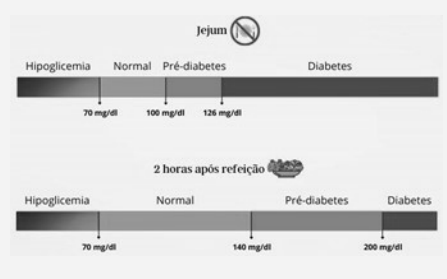 Jejum
Hipoglicemia Normal Pré-diabetes Diabetes
70 mg/dl 100 mg/dl 126 mg/dl
2 horas após refeição
Hipoglicemia Normal Pré-diabetes Diabetes
70 mg/dl 140 mg/dl 200 mg/dl